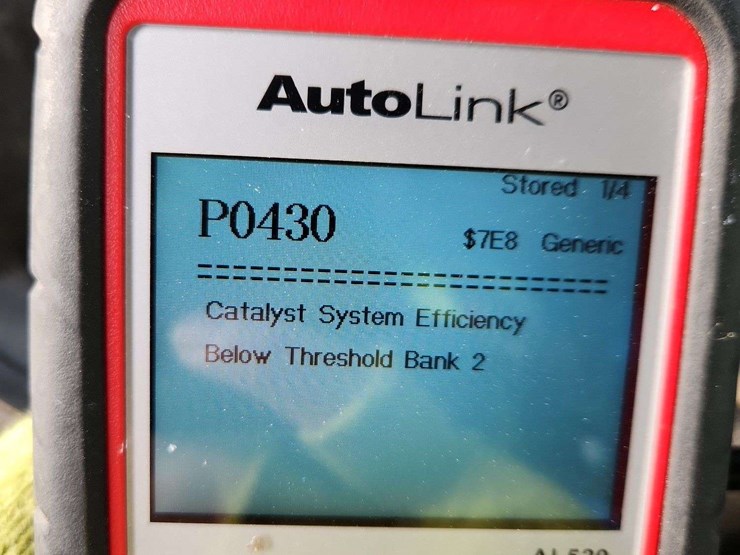 AutoLink®
Stored 1/4
P0430
$7E8 Generic
====================================
Catalyst System Efficiency
Below Threshold Bank 2